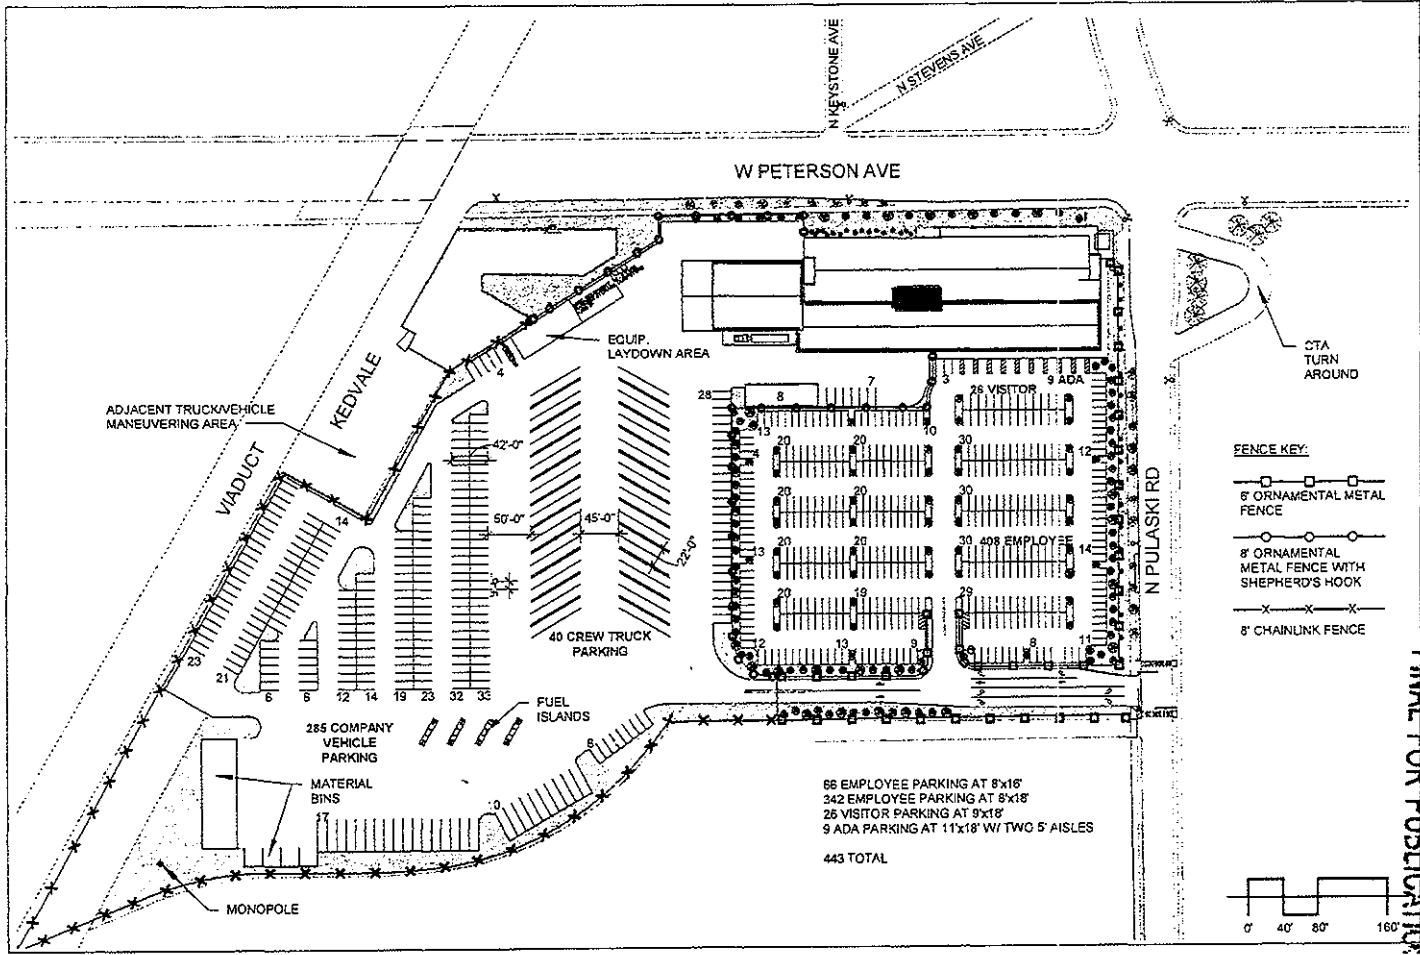 N KEYSTONE AVE
N STEVENS AVE
W PETERSON AVE
EQUIP.
LAYDOWN AREA
CTA
TURN
AROUND
KEDVALE
VIADUCT
ADJACENT TRUCK/VEHICLE
MANEUVERING AREA
4
28
8
7
3
26 VISITOR
9 ADA
13
10
42'-0"
20
20
30
12
4
50'-0"
45'-0"
22'-0"
14
20
20
30
N PULASKI RD
13
20
20
30
408 EMPLOYEE
14
20
19
29
12
13
9
8
11
40 CREW TRUCK
PARKING
23
21
6
6
12
14
19
23
32
33
FENCE KEY:
6' ORNAMENTAL METAL
FENCE
8' ORNAMENTAL
METAL FENCE WITH
SHEPHERD'S HOOK
8' CHAINLINK FENCE
FUEL
ISLANDS
285 COMPANY
VEHICLE
PARKING
MATERIAL
BINS
17
8
MONOPOLE
66 EMPLOYEE PARKING AT 8'x16'
342 EMPLOYEE PARKING AT 8'x18'
26 VISITOR PARKING AT 9'x18'
9 ADA PARKING AT 11'x18' W/ TWO 5' AISLES
443 TOTAL
0'
40'
80'
160'
FINAL FOR PUBLICATION